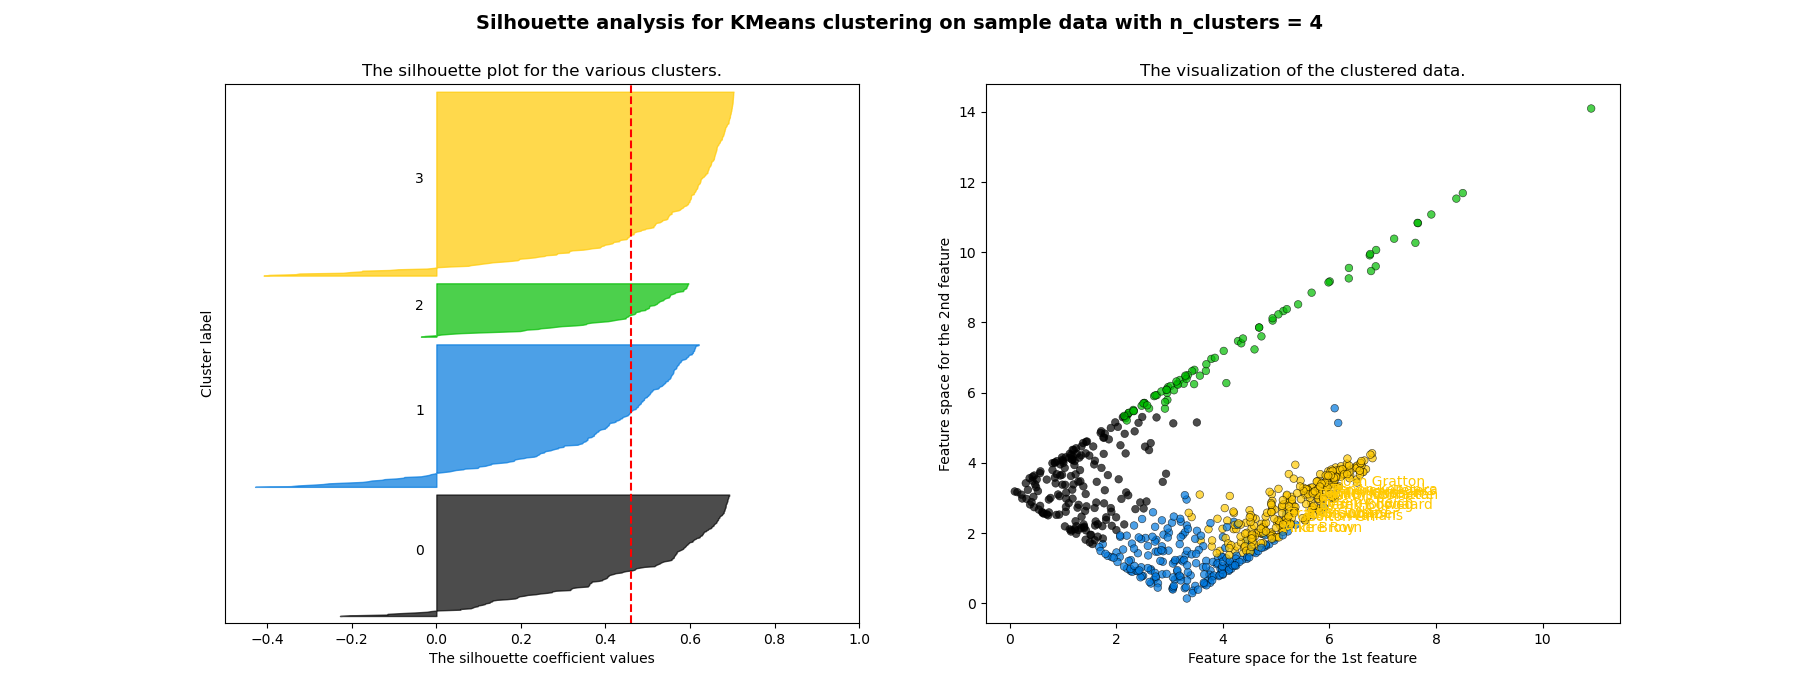 Silhouette analysis for KMeans clustering on sample data with n_clusters = 4
The silhouette plot for the various clusters.
3
2
1
0
Cluster label
−0.4 −0.2 0.0 0.2 0.4 0.6 0.8 1.0
The silhouette coefficient values
The visualization of the clustered data.
14
12
10
8
6
4
2
0
Feature space for the 2nd feature
Gratton
Brown
0 2 4 6 8 10
Feature space for the 1st feature